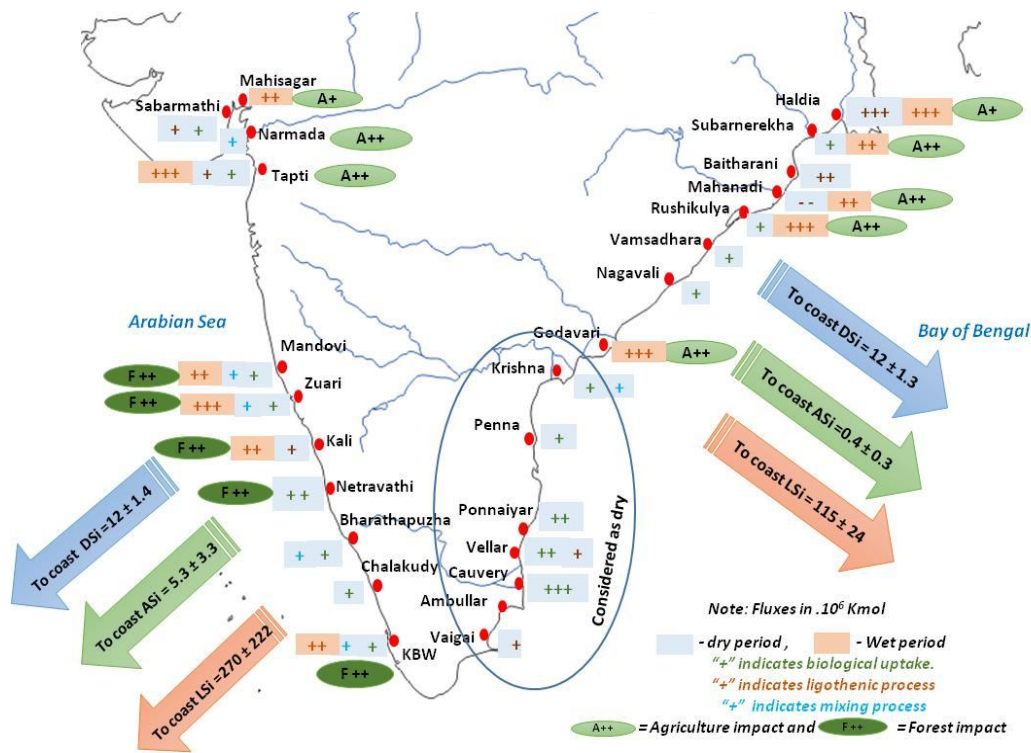 Mahisagar
++ A+
Sabarmathi
+ +
Narmada
A++
+
+++ + +
Tapti
A++
Haldia
+++ +++ A+
Subarnerekha
+ ++ A++
Baitharani
++
Mahanadi
-- ++ A++
Rushikulya
+ +++ A++
Vamsadhara
+
Nagavali
+
Arabian Sea
Bay of Bengal
Godavari
+++ A++
Krishna
+ +
Penna
+
Ponnaiyar
++
Vellar
++ +
Cauvery
+++
Ambullar
Vaigai
+
Considered as dry
Mandovi
F ++ ++ + +
Zuari
F ++ +++ + +
Kali
F ++ ++ +
Netravathi
F ++ ++
Bharathapuzha
+ +
Chalakudy
+
KBW
++ + +
F ++
To coast DSi =12 ± 1.4
To coast ASi = 5.3 ± 3.3
To coast LSi =270 ± 222
To coast DSi = 12 ± 1.3
To coast ASi =0.4 ± 0.3
To coast LSi = 115 ± 24
Note: Fluxes in .10⁶ Kmol
- dry period , - Wet period
"+" indicates biological uptake.
"+" indicates ligothenic process
"+" indicates mixing process
A++ =Agriculture impact and F ++ =Forest impact